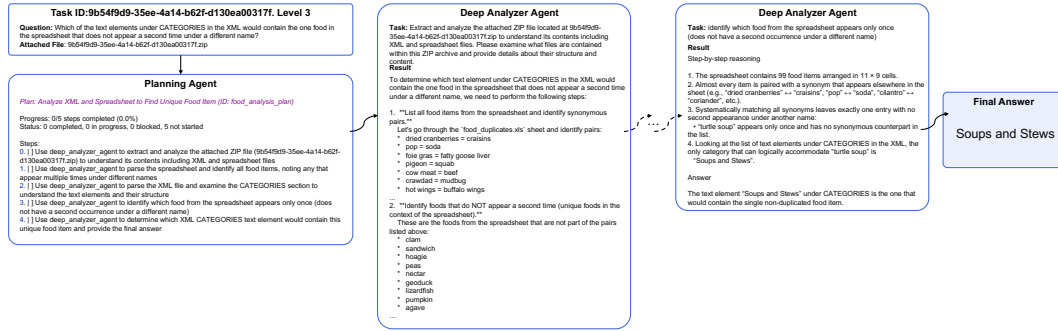 Task ID:9b54f9d9-35ee-4a14-b62f-d130ea00317f. Level 3
Question: Which of the text elements under CATEGORIES in the XML would contain the one food in
the spreadsheet that does not appear a second time under a different name?
Attached File: 9b54f9d9-35ee-4a14-b62f-d130ea00317f.zip
Planning Agent
Plan: Analyze XML and Spreadsheet to Find Unique Food Item (ID: food_analysis_plan)
Progress: 0/5 steps completed (0.0%)
Status: 0 completed, 0 in progress, 0 blocked, 5 not started
Steps:
0. [ ] Use deep_analyzer_agent to extract and analyze the attached ZIP file (9b54f9d9-35ee-4a14-b62f-
d130ea00317f.zip) to understand its contents including XML and spreadsheet files
1. [ ] Use deep_analyzer_agent to parse the spreadsheet and identify all food items, noting any that
appear multiple times under different names
2. [ ] Use deep_analyzer_agent to parse the XML file and examine the CATEGORIES section to
understand the text elements and their structure
3. [ ] Use deep_analyzer_agent to identify which food from the spreadsheet appears only once (does
not have a second occurrence under a different name)
4. [ ] Use deep_analyzer_agent to determine which XML CATEGORIES text element would contain this
unique food item and provide the final answer
Deep Analyzer Agent
Task: Extract and analyze the attached ZIP file located at 9b54f9d9-
35ee-4a14-b62f-d130ea00317f.zip to understand its contents including
XML and spreadsheet files. Please examine what files are contained
within this ZIP archive and provide details about their structure and
content.
Result
To determine which text element under CATEGORIES in the XML would
contain the one food in the spreadsheet that does not appear a second time
under a different name, we need to perform the following steps:
1. **List all food items from the spreadsheet and identify synonymous
pairs.**
Let's go through the `food_duplicates.xls` sheet and identify pairs:
* dried cranberries = craisins
* pop = soda
* foie gras = fatty goose liver
* pigeon = squab
* cow meat = beef
* crawdad = mudbug
* hot wings = buffalo wings
...
2. **Identify foods that do NOT appear a second time (unique foods in the
context of the spreadsheet).**
These are the foods from the spreadsheet that are not part of the pairs
listed above:
* clam
* sandwich
* hoagie
* peas
* nectar
* geoduck
* lizardfish
* pumpkin
* agave
...
...
Deep Analyzer Agent
Task: identify which food from the spreadsheet appears only once
(does not have a second occurrence under a different name)
Result
Step-by-step reasoning
1. The spreadsheet contains 99 food items arranged in 11 × 9 cells.
2. Almost every item is paired with a synonym that appears elsewhere in the
sheet (e.g., “dried cranberries” ↔ “craisins”, “pop” ↔ “soda”, “cilantro” ↔
“coriander”, etc.).
3. Systematically matching all synonyms leaves exactly one entry with no
second appearance under another name:
• “turtle soup” appears only once and has no synonymous counterpart in
the list.
4. Looking at the list of text elements under CATEGORIES in the XML, the
only category that can logically accommodate “turtle soup” is
“Soups and Stews”.
Answer
The text element “Soups and Stews” under CATEGORIES is the one that
would contain the single non-duplicated food item.
Final Answer
Soups and Stews